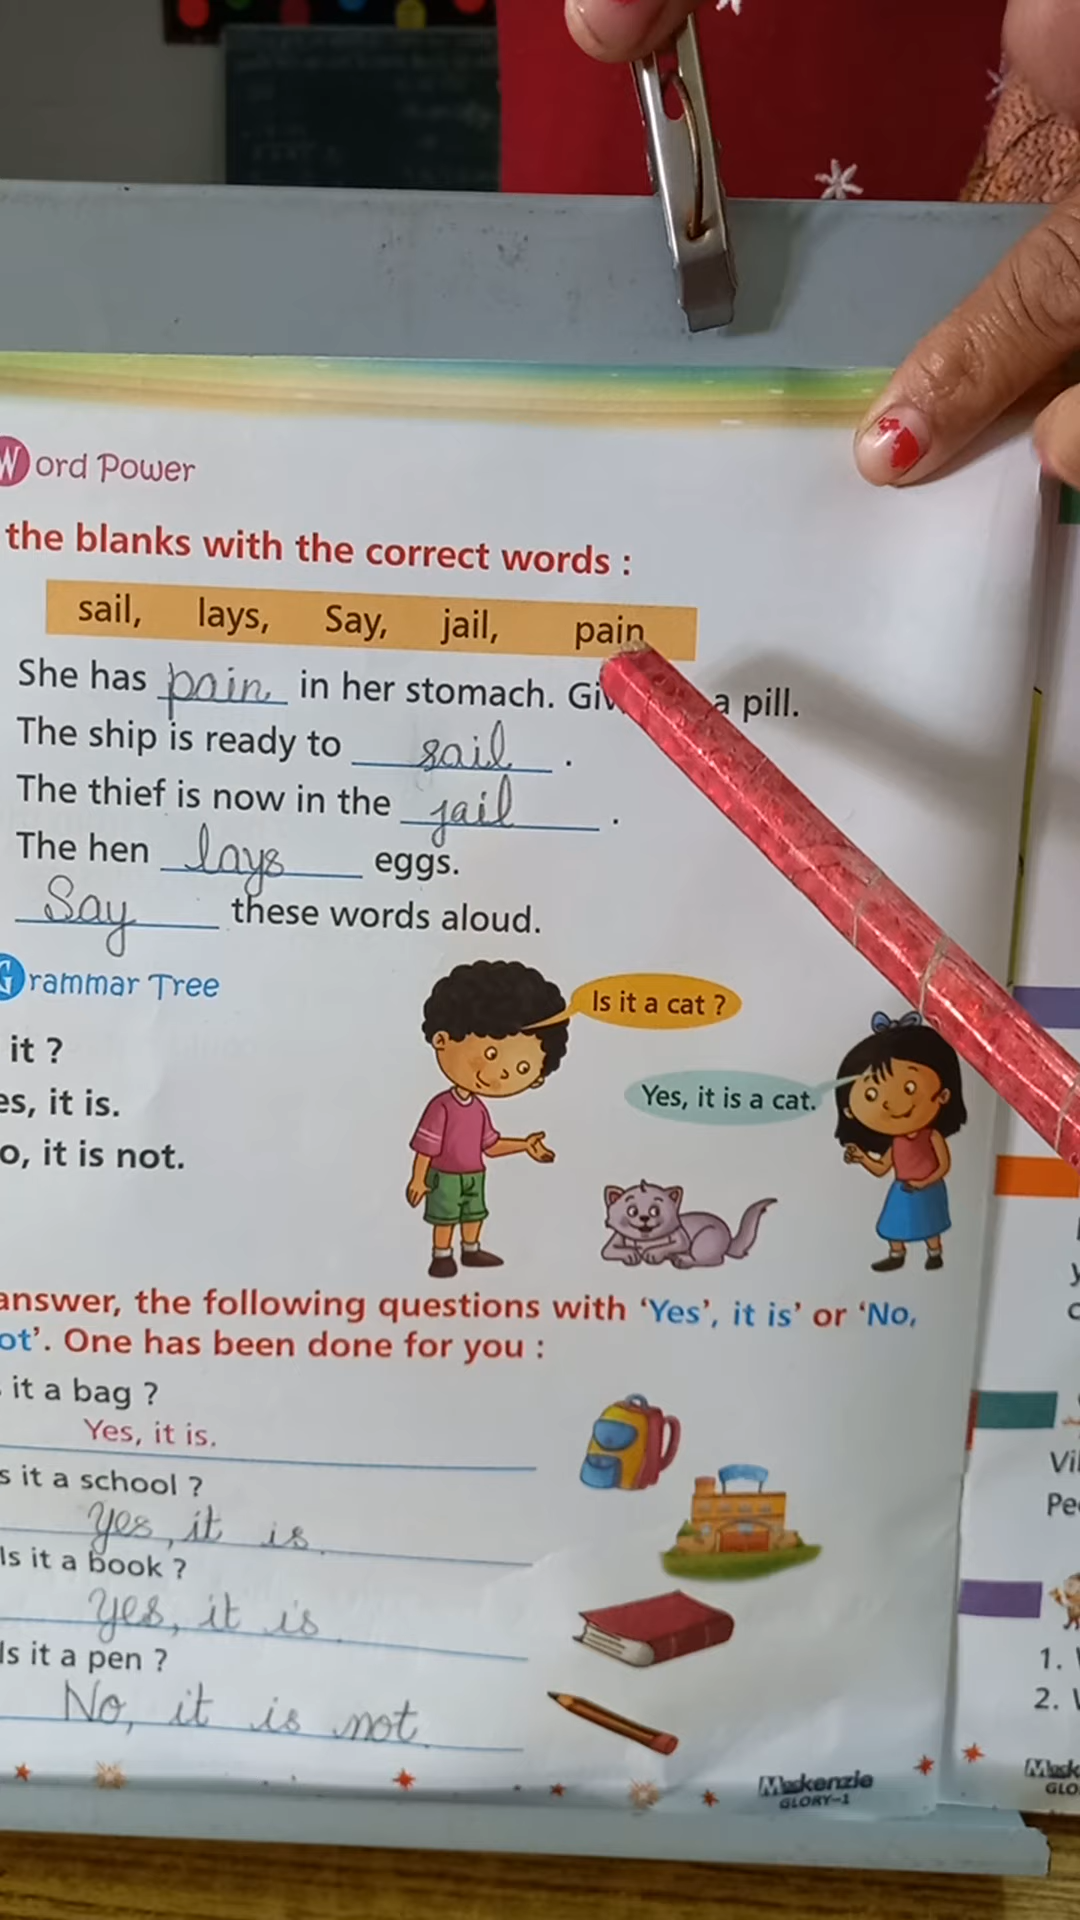 Word Power
the blanks with the correct words :
sail, lays, Say, jail, pain
She has pain in her stomach. a pill.
The ship is ready to sail .
The thief is now in the jail .
The hen lays eggs.
Say these words aloud.
Grammar Tree
Is it a cat ?
it ?
Yes, it is a cat.
es, it is.
o, it is not.
answer, the following questions with ‘Yes’, it is’ or ‘No,
ot’. One has been done for you :
it a bag ?
Yes, it is.
s it a school ?
Yes, it is.
Is it a book ?
Yes, it is.
Is it a pen ?
No, it is not.
Mackenzie
GLORY-1
1.
2.